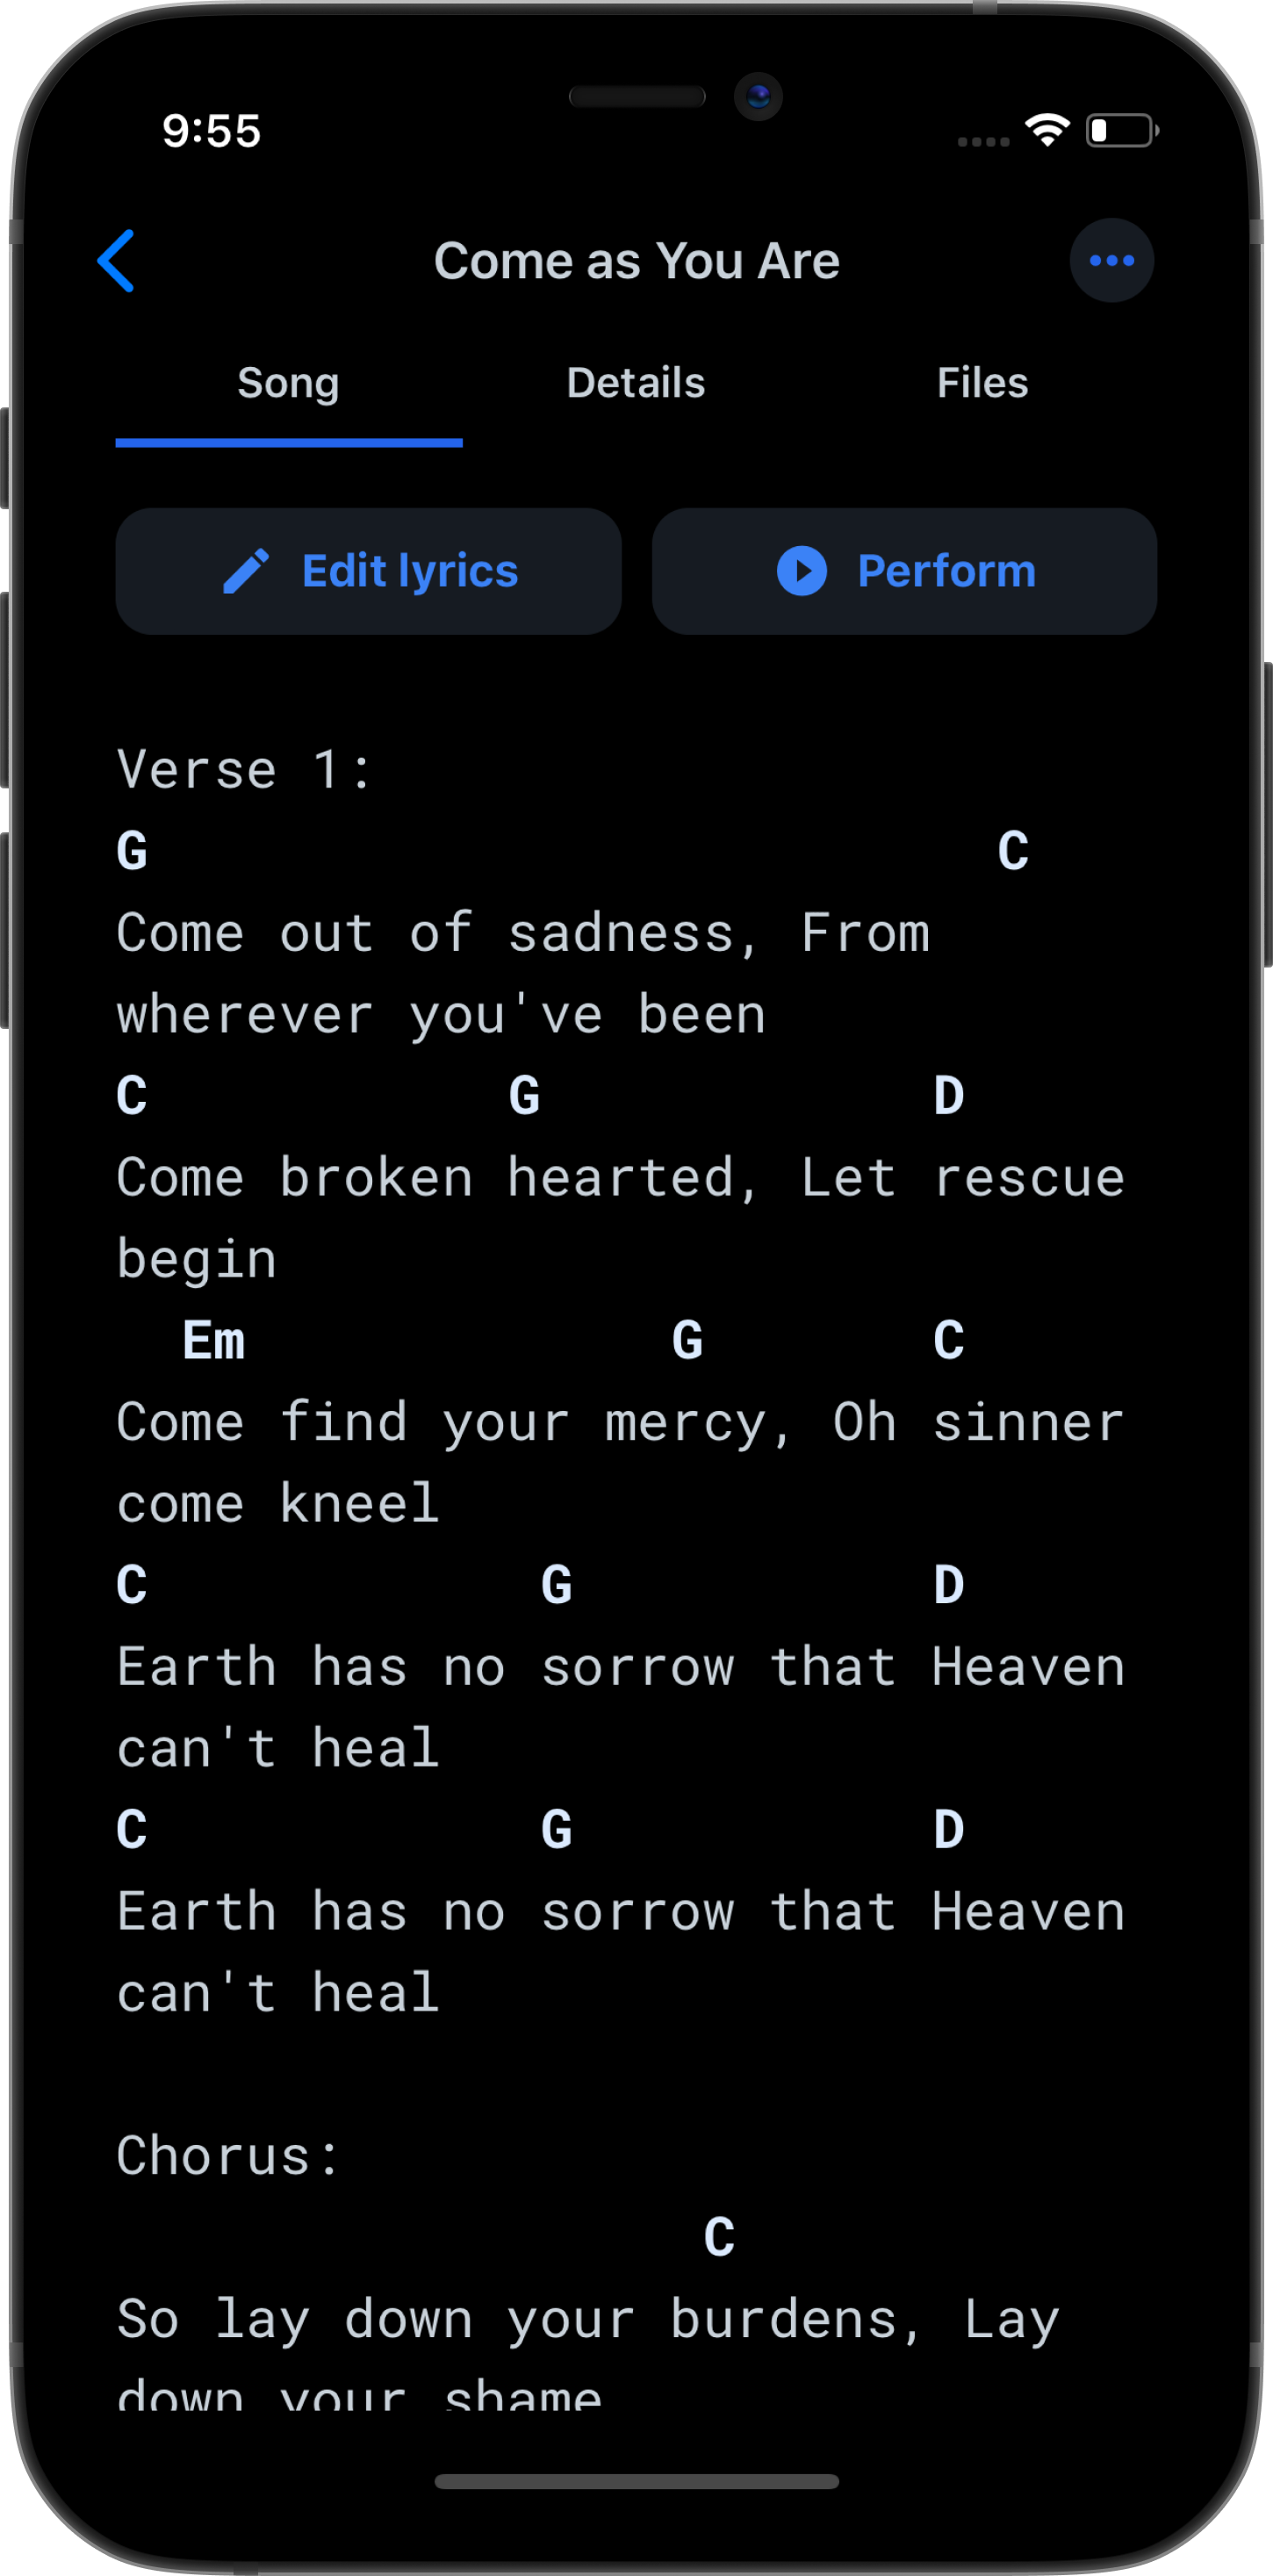 9:55
Come as You Are
Song Details Files
Edit lyrics Perform
Verse 1:
G C
Come out of sadness, From
wherever you've been
C G D
Come broken hearted, Let rescue
begin
Em G C
Come find your mercy, Oh sinner
come kneel
C G D
Earth has no sorrow that Heaven
can't heal
C G D
Earth has no sorrow that Heaven
can't heal
Chorus:
C
So lay down your burdens, Lay
down your shame